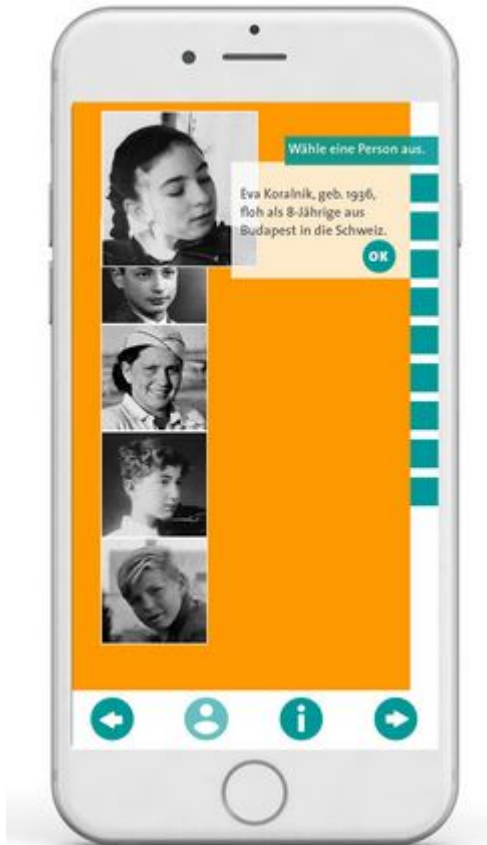 Wähle eine Person aus.
Eva Koralnik, geb. 1936,
floh als 8-Jährige aus
Budapest in die Schweiz.
OK